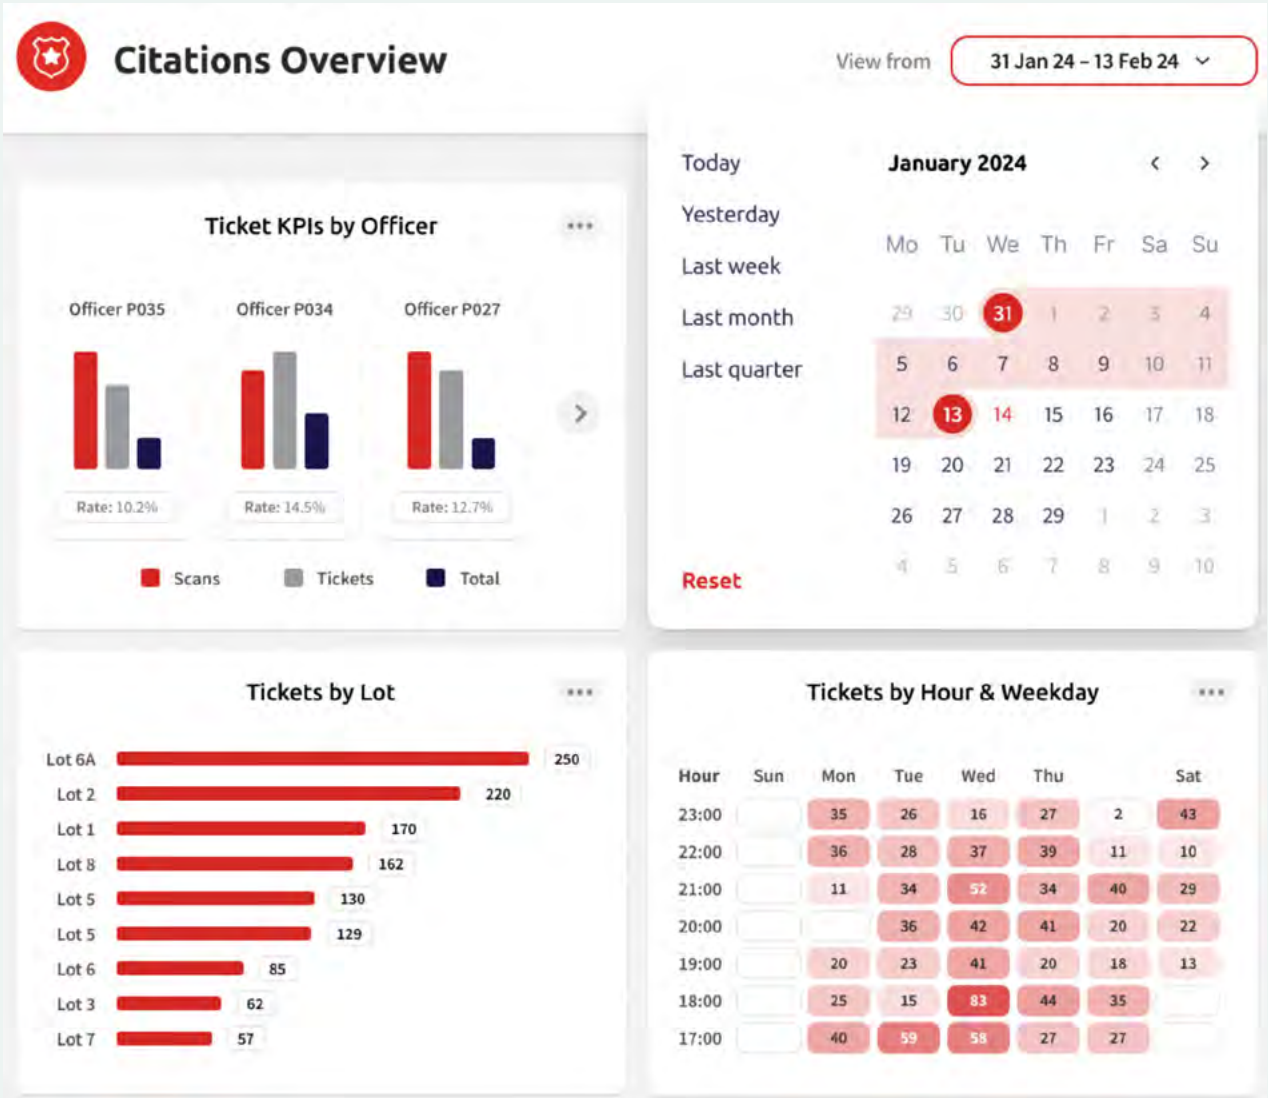 Citations Overview
View from
31 Jan 24 – 13 Feb 24
Today
Yesterday
Last week
Last month
Last quarter
Reset
January 2024
Mo Tu We Th Fr Sa Su
29 30 31 1 2 3 4
5 6 7 8 9 10 11
12 13 14 15 16 17 18
19 20 21 22 23 24 25
26 27 28 29 1 2 3
4 5 6 7 8 9 10
Ticket KPIs by Officer
Officer P035 Officer P034 Officer P027
Rate: 10.2% Rate: 14.5% Rate: 12.7%
Scans Tickets Total
Tickets by Lot
Lot 6A 250
Lot 2 220
Lot 1 170
Lot 8 162
Lot 5 130
Lot 5 129
Lot 6 85
Lot 3 62
Lot 7 57
Tickets by Hour & Weekday
Hour Sun Mon Tue Wed Thu Sat
23:00 35 26 16 27 2 43
22:00 36 28 37 39 11 10
21:00 11 34 52 34 40 29
20:00 36 42 41 20 22
19:00 20 23 41 20 18 13
18:00 25 15 83 44 35
17:00 40 59 58 27 27